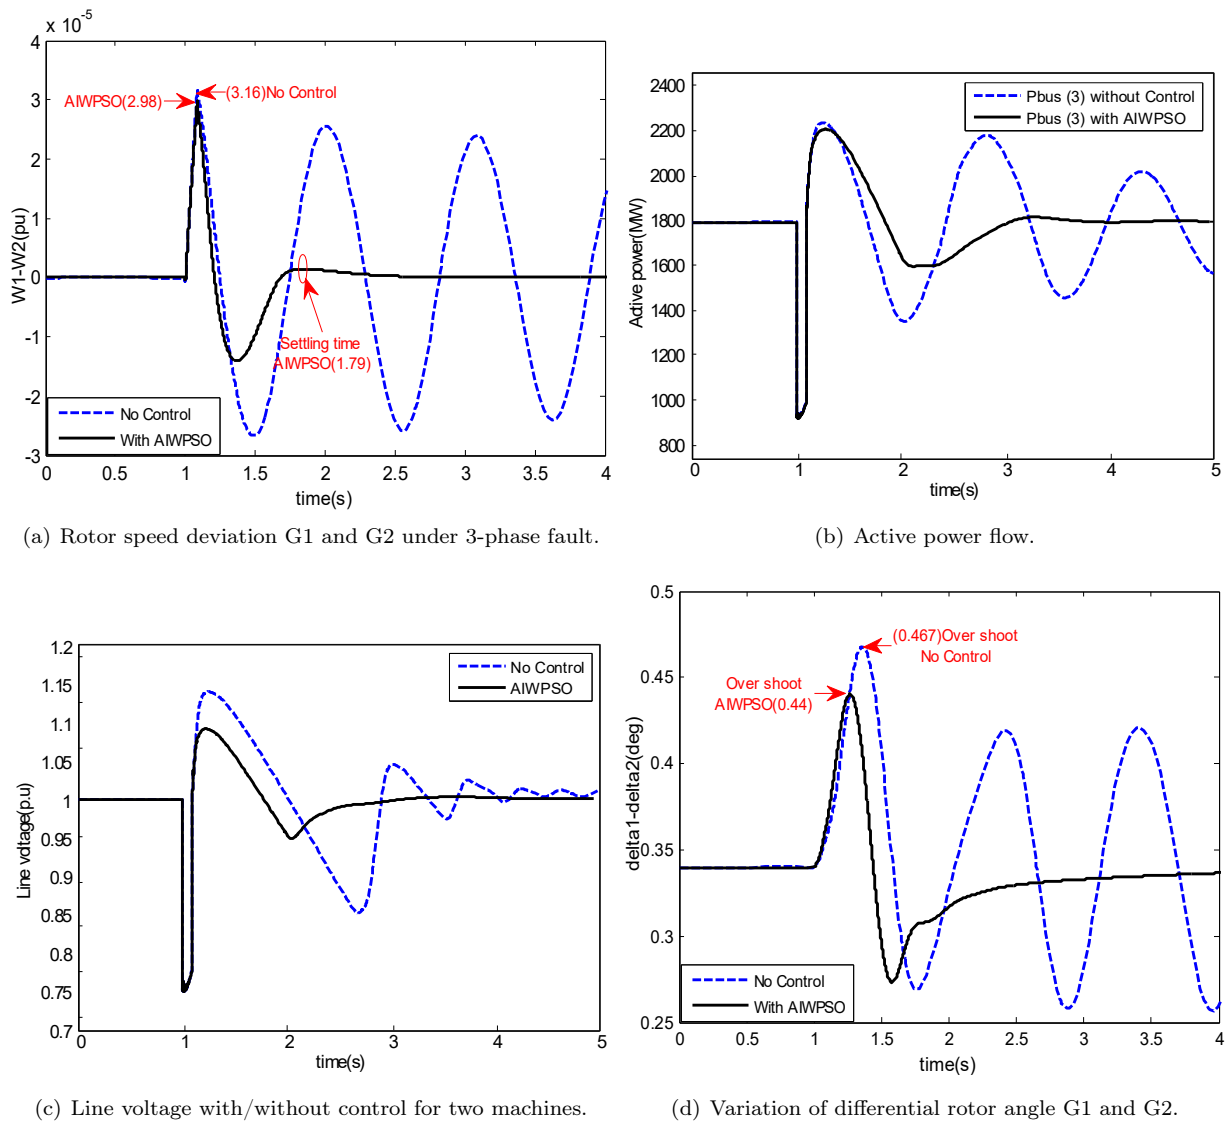 x 10-5
4
3
2
1
0
-1
-2
-3
W1-W2(pu)
AIWPSO(2.98)
(3.16)No Control
Settling time
AIWPSO(1.79)
No Control
With AIWPSO
0 0.5 1 1.5 2 2.5 3 3.5 4
time(s)
(a) Rotor speed deviation G1 and G2 under 3-phase fault.
2400
2200
2000
1800
1600
1400
1200
1000
800
Active power(MW)
Pbus (3) without Control
Pbus (3) with AIWPSO
0 1 2 3 4 5
time(s)
(b) Active power flow.
1.2
1.15
1.1
1.05
1
0.95
0.9
0.85
0.8
0.75
0.7
Line vdtage(p.u)
No Control
AIWPSO
0 1 2 3 4 5
time(s)
(c) Line voltage with/without control for two machines.
0.5
0.45
0.4
0.35
0.3
0.25
delta1-delta2(deg)
(0.467)Over shoot
No Control
Over shoot
AIWPSO(0.44)
No Control
With AIWPSO
0 0.5 1 1.5 2 2.5 3 3.5 4
time(s)
(d) Variation of differential rotor angle G1 and G2.